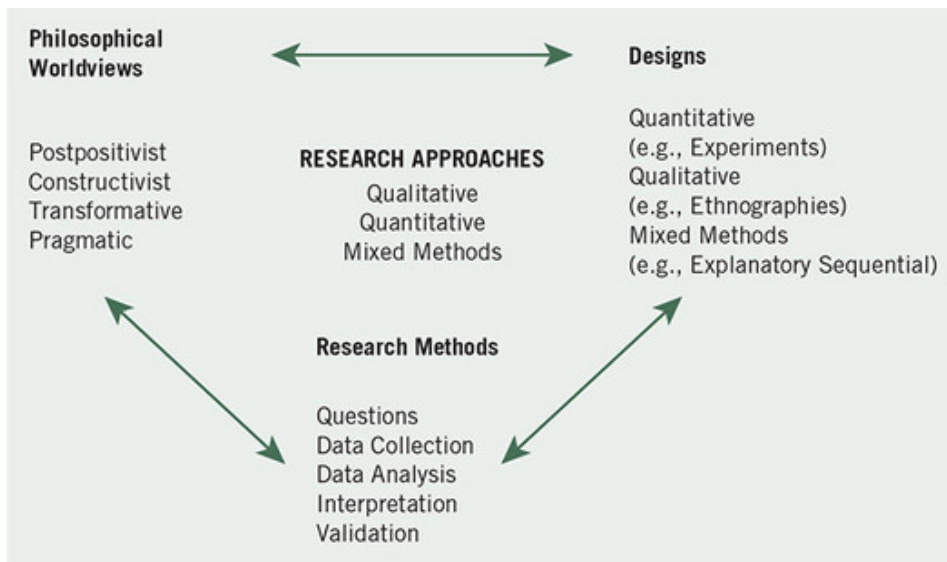 Philosophical
Worldviews
Postpositivist
Constructivist
Transformative
Pragmatic
RESEARCH APPROACHES
Qualitative
Quantitative
Mixed Methods
Designs
Quantitative
(e.g., Experiments)
Qualitative
(e.g., Ethnographies)
Mixed Methods
(e.g., Explanatory Sequential)
Research Methods
Questions
Data Collection
Data Analysis
Interpretation
Validation